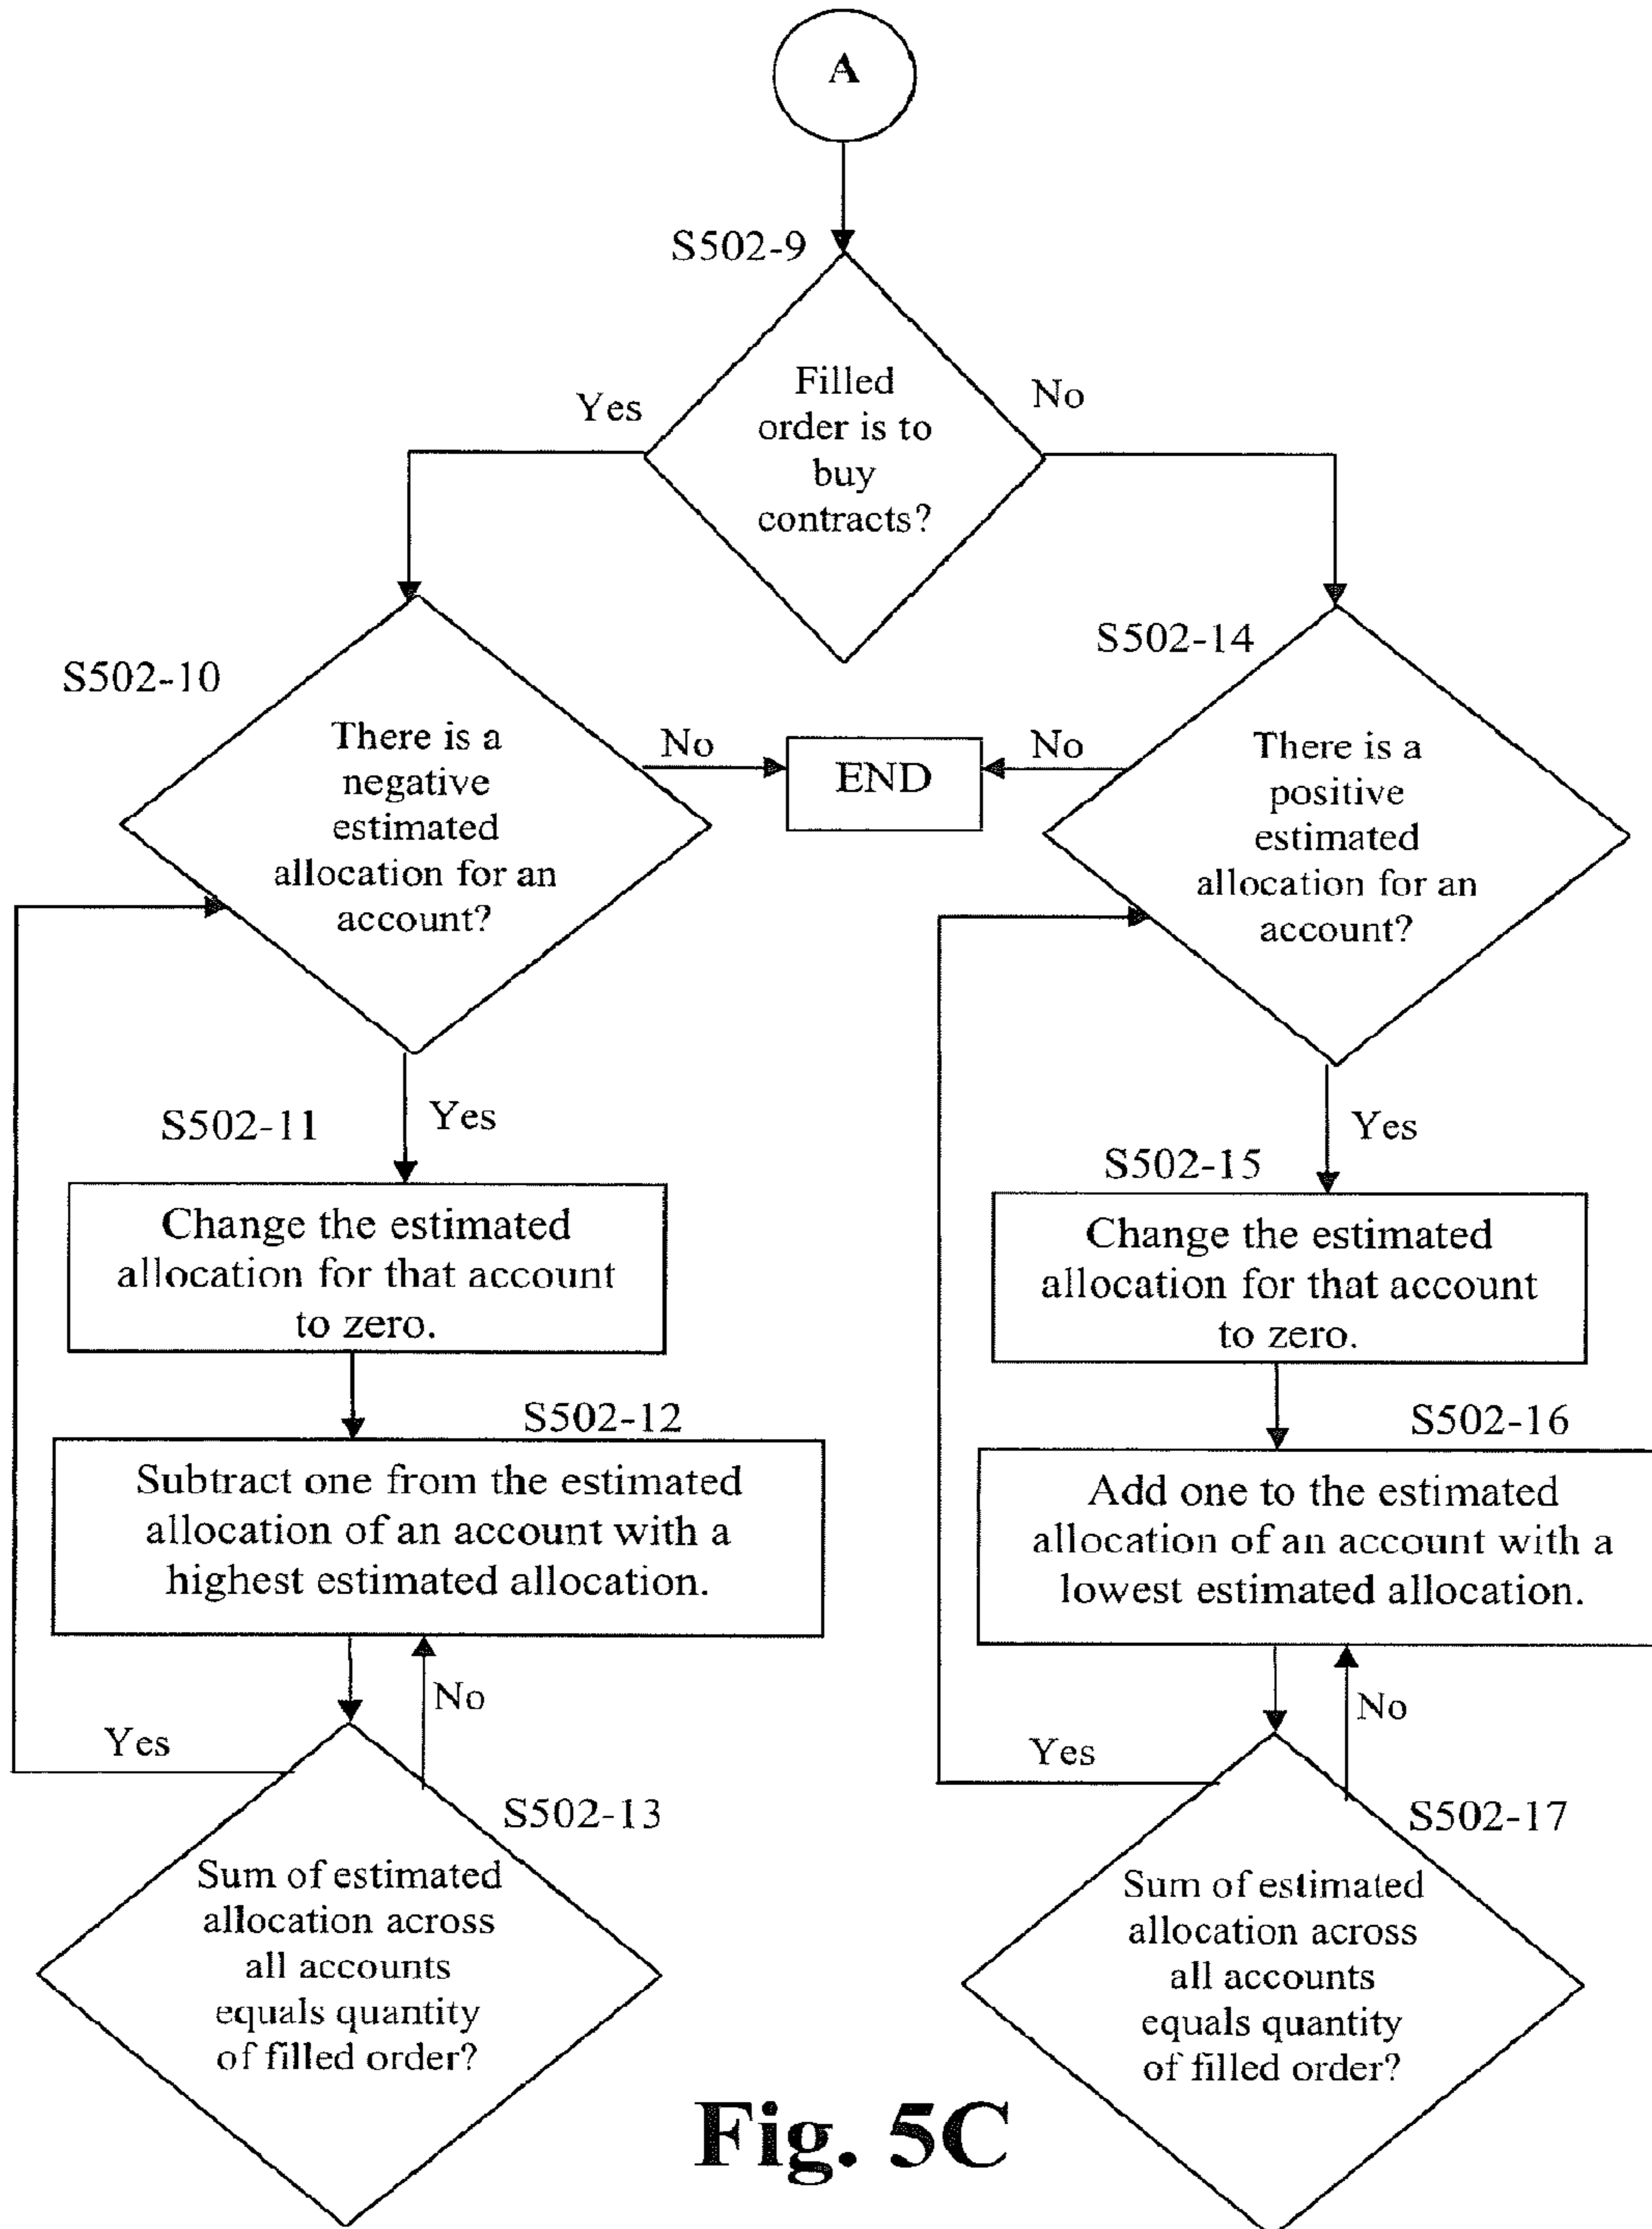 A
S502-9
Filled
order is to
buy
contracts?
Yes
No
S502-10
There is a
negative
estimated
allocation for an
account?
No
END
No
S502-14
There is a
positive
estimated
allocation for an
account?
S502-11
Yes
Change the estimated
allocation for that account
to zero.
Yes
S502-15
Change the estimated
allocation for that account
to zero.
S502-12
Subtract one from the estimated
allocation of an account with a
highest estimated allocation.
S502-16
Add one to the estimated
allocation of an account with a
lowest estimated allocation.
No
Yes
S502-13
Sum of estimated
allocation across
all accounts
equals quantity
of filled order?
No
Yes
S502-17
Sum of estimated
allocation across
all accounts
equals quantity
of filled order?
Fig. 5C